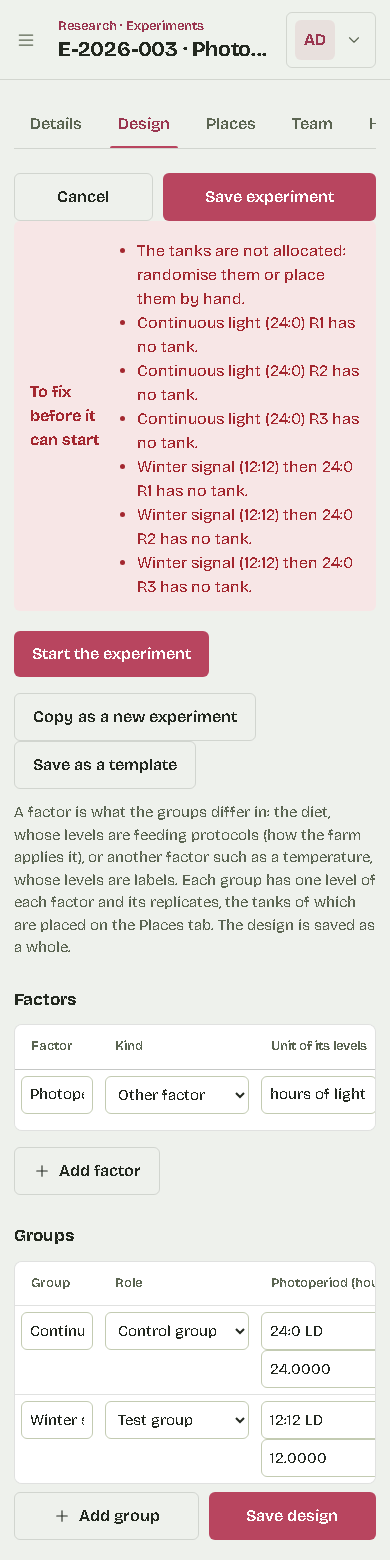 Research · Experiments
E-2026-003 · Photo...
AD
Details
Design
Places
Team
Cancel
Save experiment
To fix
before it
can start
The tanks are not allocated:
randomise them or place
them by hand.
Continuous light (24:0) R1 has
no tank.
Continuous light (24:0) R2 has
no tank.
Continuous light (24:0) R3 has
no tank.
Winter signal (12:12) then 24:0
R1 has no tank.
Winter signal (12:12) then 24:0
R2 has no tank.
Winter signal (12:12) then 24:0
R3 has no tank.
Start the experiment
Copy as a new experiment
Save as a template
A factor is what the groups differ in: the diet,
whose levels are feeding protocols (how the farm
applies it), or another factor such as a temperature,
whose levels are labels. Each group has one level of
each factor and its replicates, the tanks of which
are placed on the Places tab. The design is saved as
a whole.
Factors
Factor
Kind
Unit of its levels
Photop
Other factor
hours of light
Add factor
Groups
Group
Role
Photoperiod (hou
Continu
Control group
24:0 LD
24.0000
Winter
Test group
12:12 LD
12.0000
Add group
Save design